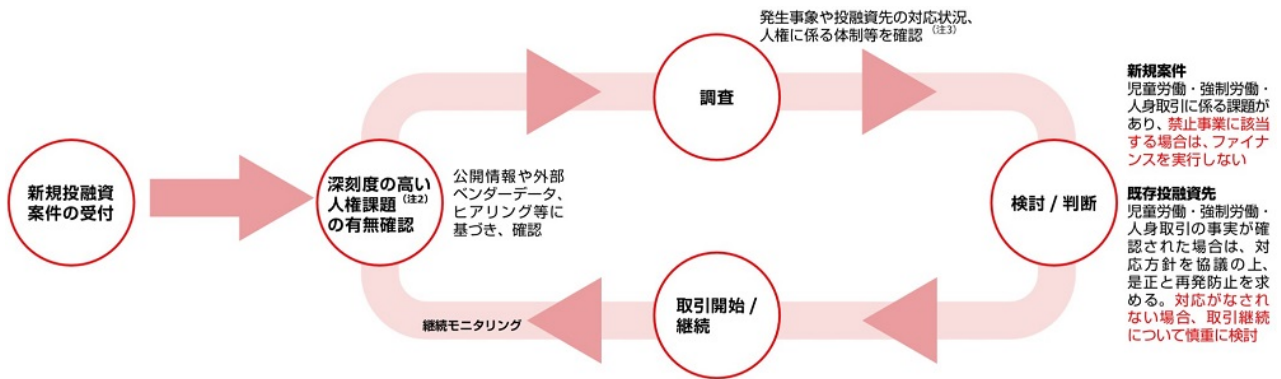 新規投融資
案件の受付
深刻度の高い
人権課題（注2）
の有無確認
公開情報や外部
ベンダーデータ、
ヒアリング等に
基づき、確認
発生事象や投融資先の対応状況、
人権に係る体制等を確認（注3）
調査
検討 / 判断
新規案件
児童労働・強制労働・
人身取引に係る課題が
あり、禁止事業に該当
する場合は、ファイナ
ンスを実行しない
既存投融資先
児童労働・強制労働・
人身取引の事実が確
認された場合は、対
応方針を協議の上、
是正と再発防止を求
める。対応がなされ
ない場合、取引継続
について慎重に検討
取引開始 /
継続
継続モニタリング